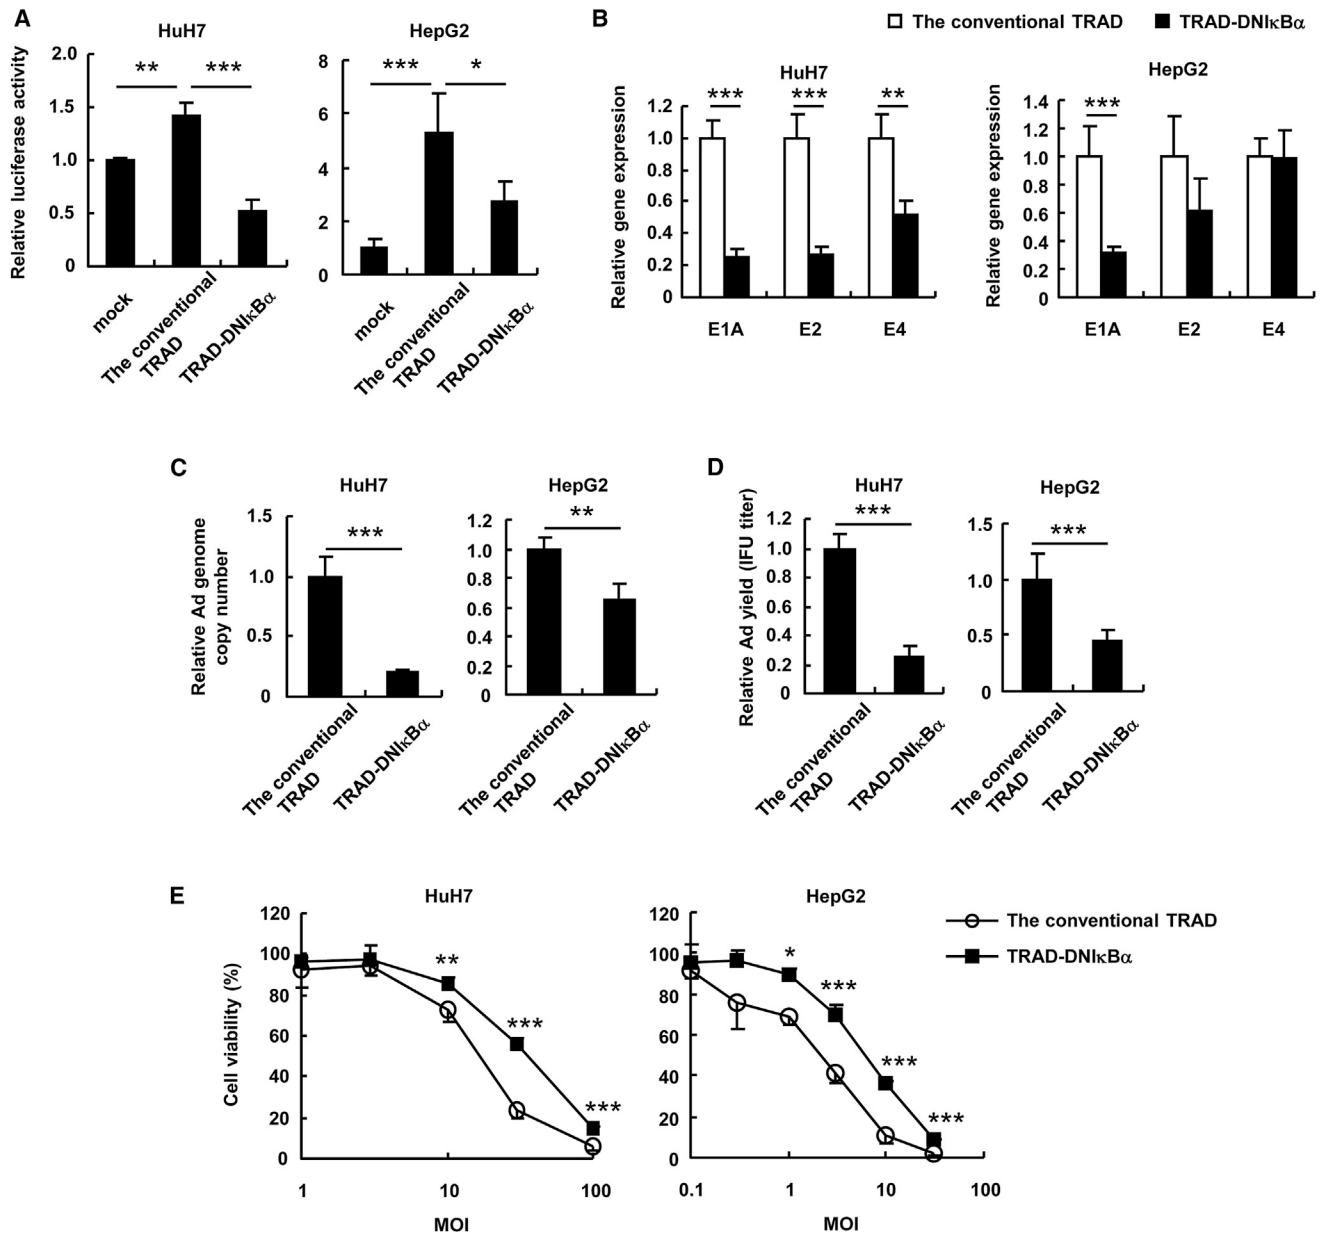 A
HuH7
HepG2
Relative luciferase activity
2.0
1.5
1.0
0.5
0
** ***
mock
The conventional
TRAD
TRAD-DNIκBα
8
6
4
2
0
*** *
mock
The conventional
TRAD
TRAD-DNIκBα
B
The conventional TRAD
TRAD-DNIκBα
HuH7
Relative gene expression
1.2
1.0
0.8
0.6
0.4
0.2
0
*** *** **
E1A E2 E4
HepG2
Relative gene expression
1.4
1.2
1.0
0.8
0.6
0.4
0.2
0
***
E1A E2 E4
C
HuH7
Relative Ad genome
copy number
1.5
1.0
0.5
0
***
The conventional
TRAD
TRAD-DNIκBα
HepG2
1.2
1.0
0.8
0.6
0.4
0.2
0
**
The conventional
TRAD
TRAD-DNIκBα
D
HuH7
Relative Ad yield (IFU titer)
1.2
1.0
0.8
0.6
0.4
0.2
0
***
The conventional
TRAD
TRAD-DNIκBα
HepG2
1.5
1.0
0.5
0
***
The conventional
TRAD
TRAD-DNIκBα
E
HuH7
Cell viability (%)
120
100
80
60
40
20
0
**
***
***
1 10 100
MOI
HepG2
120
100
80
60
40
20
0
*
***
***
***
0.1 1 10 100
MOI
The conventional TRAD
TRAD-DNIκBα